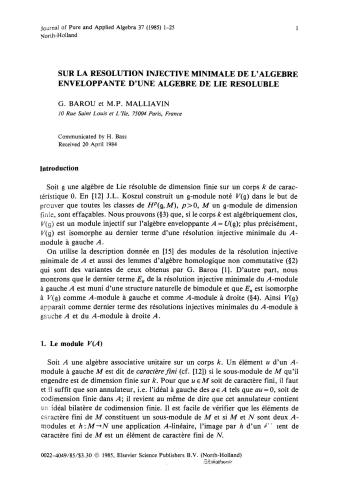 Journal of Pure and Applied Algebra 37 (1985) 1-25
1
North-Holland
SUR LA RESOLUTION INJECTIVE MINIMALE DE L'ALGEBRE
ENVELOPPANTE D'UNE ALGEBRE DE LIE RESOLUBLE
G. BAROU et M.P. MALLIAVIN
10 Rue Saint Louis et L'Ile, 75004 Paris, France
Communicated by H. Bass
Received 20 April 1984
Introduction
Soit g une algèbre de Lie résoluble de dimension finie sur un corps k de carac-
téristique 0. En [12] J.L. Koszul construit un g-module noté V(g) dans le but de
prouver que toutes les classes de Hᵖ(g, M), p>0, M un g-module de dimension
finie, sont effaçables. Nous prouvons (§3) que, si le corps k est algébriquement clos,
V(g) est un module injectif sur l'algèbre enveloppante A = U(g); plus précisément,
V(g) est isomorphe au dernier terme d'une résolution injective minimale du A-
module à gauche A.
On utilise la description donnée en [15] des modules de la résolution injective
minimale de A et aussi des lemmes d'algèbre homologique non commutative (§2)
qui sont des variantes de ceux obtenus par G. Barou [1]. D'autre part, nous
montrons que le dernier terme Eₙ de la résolution injective minimale du A-module
à gauche A est muni d'une structure naturelle de bimodule et que Eₙ est isomorphe
à V(g) comme A-module à gauche et comme A-module à droite (§4). Ainsi V(g)
apparaît comme dernier terme des résolutions injectives minimales du A-module à
gauche A et du A-module à droite A.
1. Le module V(A)
Soit A une algèbre associative unitaire sur un corps k. Un élément u d'un A-
module à gauche M est dit de caractère fini (cf. [12]) si le sous-module de M qu'il
engendre est de dimension finie sur k. Pour que u∈M soit de caractère fini, il faut
et il suffit que son annulateur, i.e. l'idéal à gauche des a∈A tels que au=0, soit de
codimension finie dans A; il revient au même de dire que cet annulateur contient
un idéal bilatère de codimension finie. Il est facile de vérifier que les éléments de
caractère fini de M constituent un sous-module de M et si M et N sont deux A-
modules et h : M→N une application A-linéaire, l'image par h d'un de
caractère fini de M est un élément de caractère fini de N.
0022-4049/85/$3.30 © 1985, Elsevier Science Publishers B.V. (North-Holland)